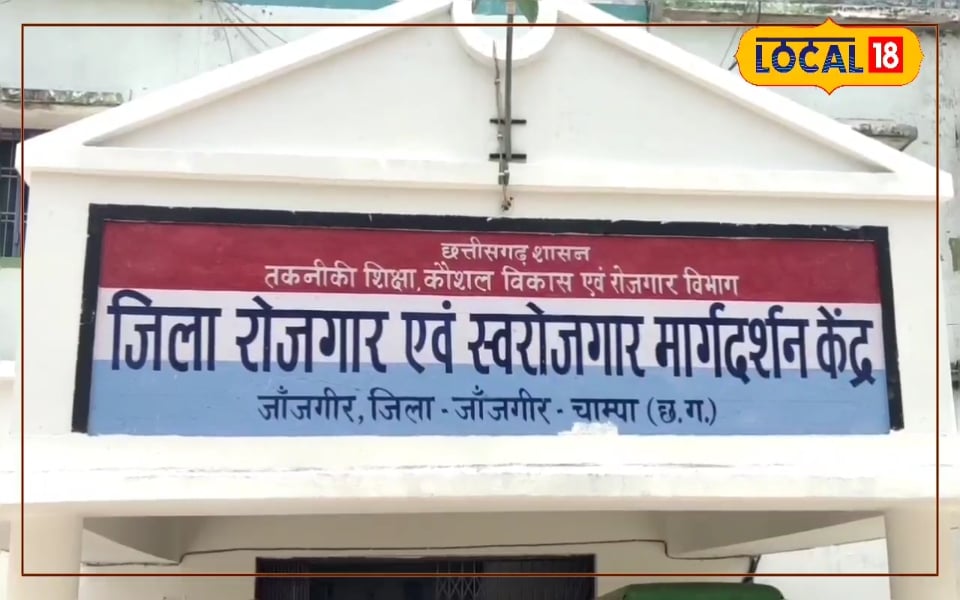 LOCAL 18
छत्तीसगढ़ शासन
तकनीकी शिक्षा, कौशल विकास एवं रोजगार विभाग
जिला रोजगार एवं स्वरोजगार मार्गदर्शन केंद्र
जाँजगीर, जिला - जाँजगीर - चाम्पा (छ.ग.)